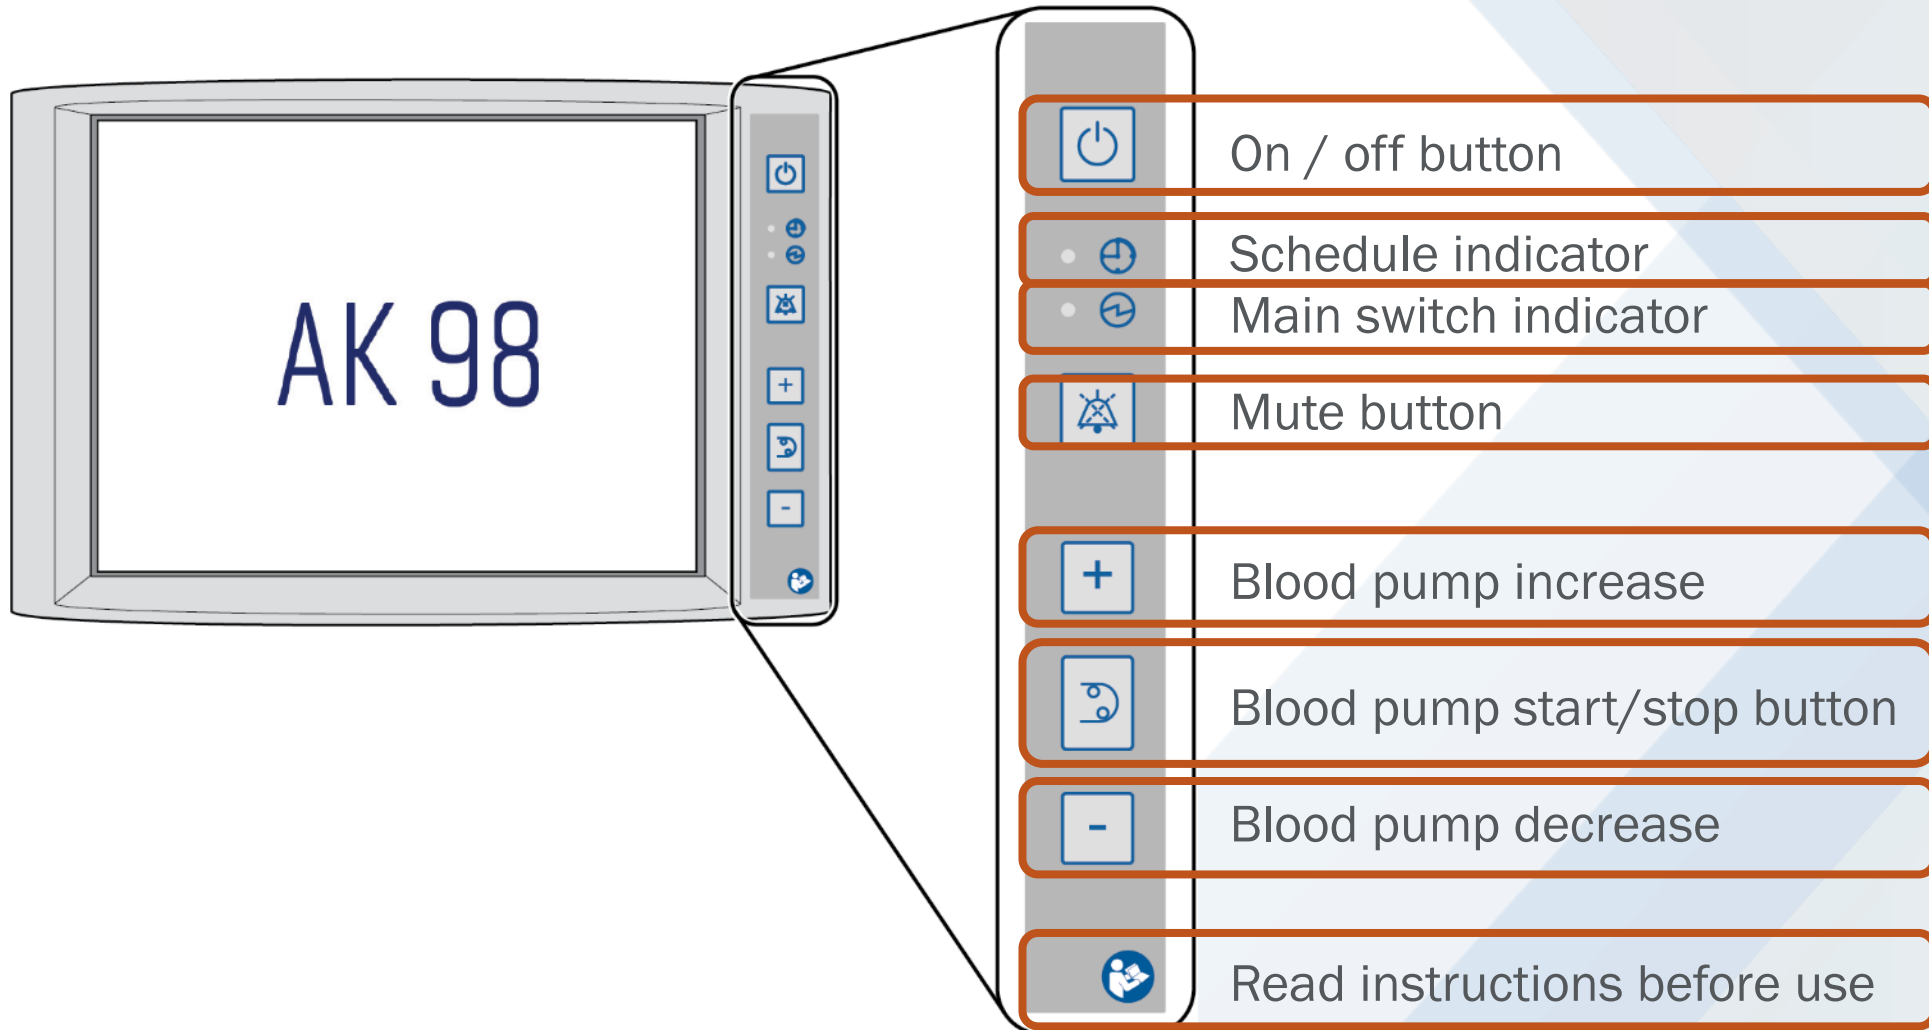 AK 98
On / off button
Schedule indicator
Main switch indicator
Mute button
+
Blood pump increase
Blood pump start/stop button
-
Blood pump decrease
Read instructions before use